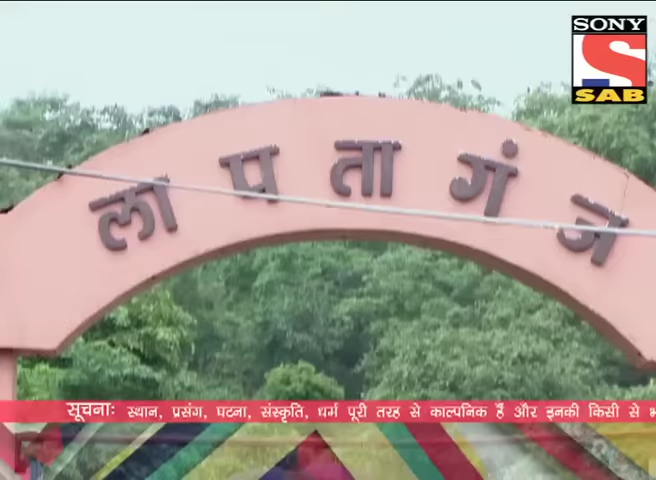 SONY
S
SAB
लापतागंज
सूचना: स्थान, प्रसंग, घटना, संस्कृति, धर्म पूरी तरह से काल्पनिक है और इनकी किसी से भी